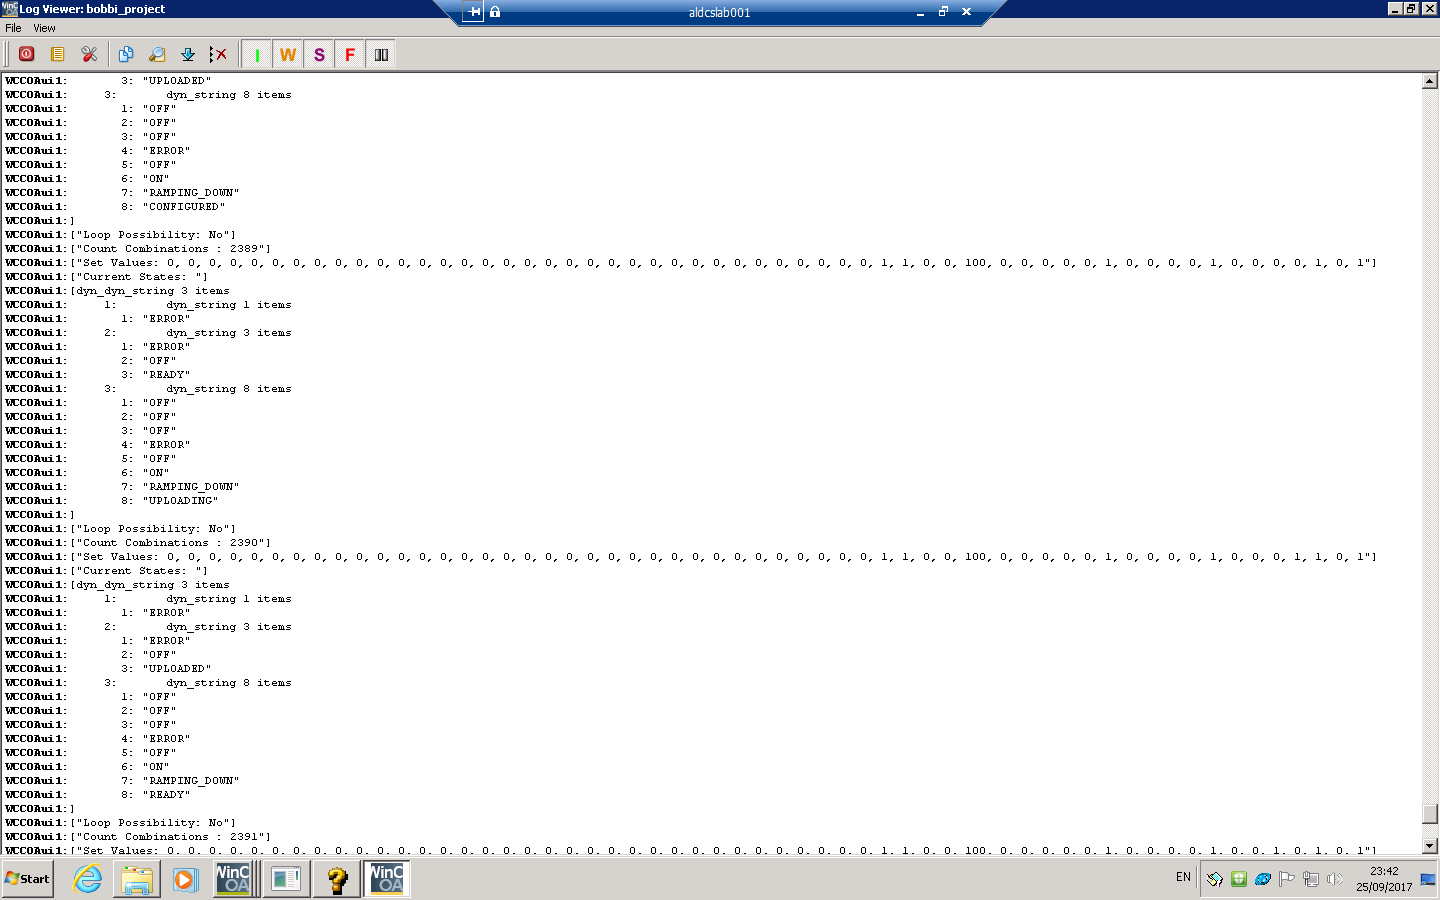 Log Viewer: bobbi_project
aldcslab001
File View
I W S F
WCCOAui1: 3: "UPLOADED"
WCCOAui1: 3: dyn_string 8 items
WCCOAui1: 1: "OFF"
WCCOAui1: 2: "OFF"
WCCOAui1: 3: "OFF"
WCCOAui1: 4: "ERROR"
WCCOAui1: 5: "OFF"
WCCOAui1: 6: "ON"
WCCOAui1: 7: "RAMPING_DOWN"
WCCOAui1: 8: "CONFIGURED"
WCCOAui1:]
WCCOAui1:["Loop Possibility: No"]
WCCOAui1:["Count Combinations : 2389"]
WCCOAui1:["Set Values: 0, 0, 0, 0, 0, 0, 0, 0, 0, 0, 0, 0, 0, 0, 0, 0, 0, 0, 0, 0, 0, 0, 0, 0, 0, 0, 0, 0, 0, 0, 0, 0, 0, 0, 1, 1, 0, 0, 100, 0, 0, 0, 0, 0, 1, 0, 0, 0, 0, 1, 0, 0, 0, 0, 1, 0, 1"]
WCCOAui1:["Current States: "]
WCCOAui1:[dyn_dyn_string 3 items
WCCOAui1: 1: dyn_string 1 items
WCCOAui1: 1: "ERROR"
WCCOAui1: 2: dyn_string 3 items
WCCOAui1: 1: "ERROR"
WCCOAui1: 2: "OFF"
WCCOAui1: 3: "READY"
WCCOAui1: 3: dyn_string 8 items
WCCOAui1: 1: "OFF"
WCCOAui1: 2: "OFF"
WCCOAui1: 3: "OFF"
WCCOAui1: 4: "ERROR"
WCCOAui1: 5: "OFF"
WCCOAui1: 6: "ON"
WCCOAui1: 7: "RAMPING_DOWN"
WCCOAui1: 8: "UPLOADING"
WCCOAui1:]
WCCOAui1:["Loop Possibility: No"]
WCCOAui1:["Count Combinations : 2390"]
WCCOAui1:["Set Values: 0, 0, 0, 0, 0, 0, 0, 0, 0, 0, 0, 0, 0, 0, 0, 0, 0, 0, 0, 0, 0, 0, 0, 0, 0, 0, 0, 0, 0, 0, 0, 0, 0, 0, 1, 1, 0, 0, 100, 0, 0, 0, 0, 0, 1, 0, 0, 0, 0, 1, 0, 0, 0, 1, 1, 0, 1"]
WCCOAui1:["Current States: "]
WCCOAui1:[dyn_dyn_string 3 items
WCCOAui1: 1: dyn_string 1 items
WCCOAui1: 1: "ERROR"
WCCOAui1: 2: dyn_string 3 items
WCCOAui1: 1: "ERROR"
WCCOAui1: 2: "OFF"
WCCOAui1: 3: "UPLOADED"
WCCOAui1: 3: dyn_string 8 items
WCCOAui1: 1: "OFF"
WCCOAui1: 2: "OFF"
WCCOAui1: 3: "OFF"
WCCOAui1: 4: "ERROR"
WCCOAui1: 5: "OFF"
WCCOAui1: 6: "ON"
WCCOAui1: 7: "RAMPING_DOWN"
WCCOAui1: 8: "READY"
WCCOAui1:]
WCCOAui1:["Loop Possibility: No"]
WCCOAui1:["Count Combinations : 2391"]
WCCOAui1:["Set Values: 0, 0, 0, 0, 0, 0, 0, 0, 0, 0, 0, 0, 0, 0, 0, 0, 0, 0, 0, 0, 0, 0, 0, 0, 0, 0, 0, 0, 0, 0, 0, 0, 0, 0, 1, 1, 0, 0, 100, 0, 0, 0, 0, 0, 1, 0, 0, 0, 0, 1, 0, 0, 1, 0, 1, 0, 1"]
Start
WinC OA
WinC OA
EN
23:42
25/09/2017